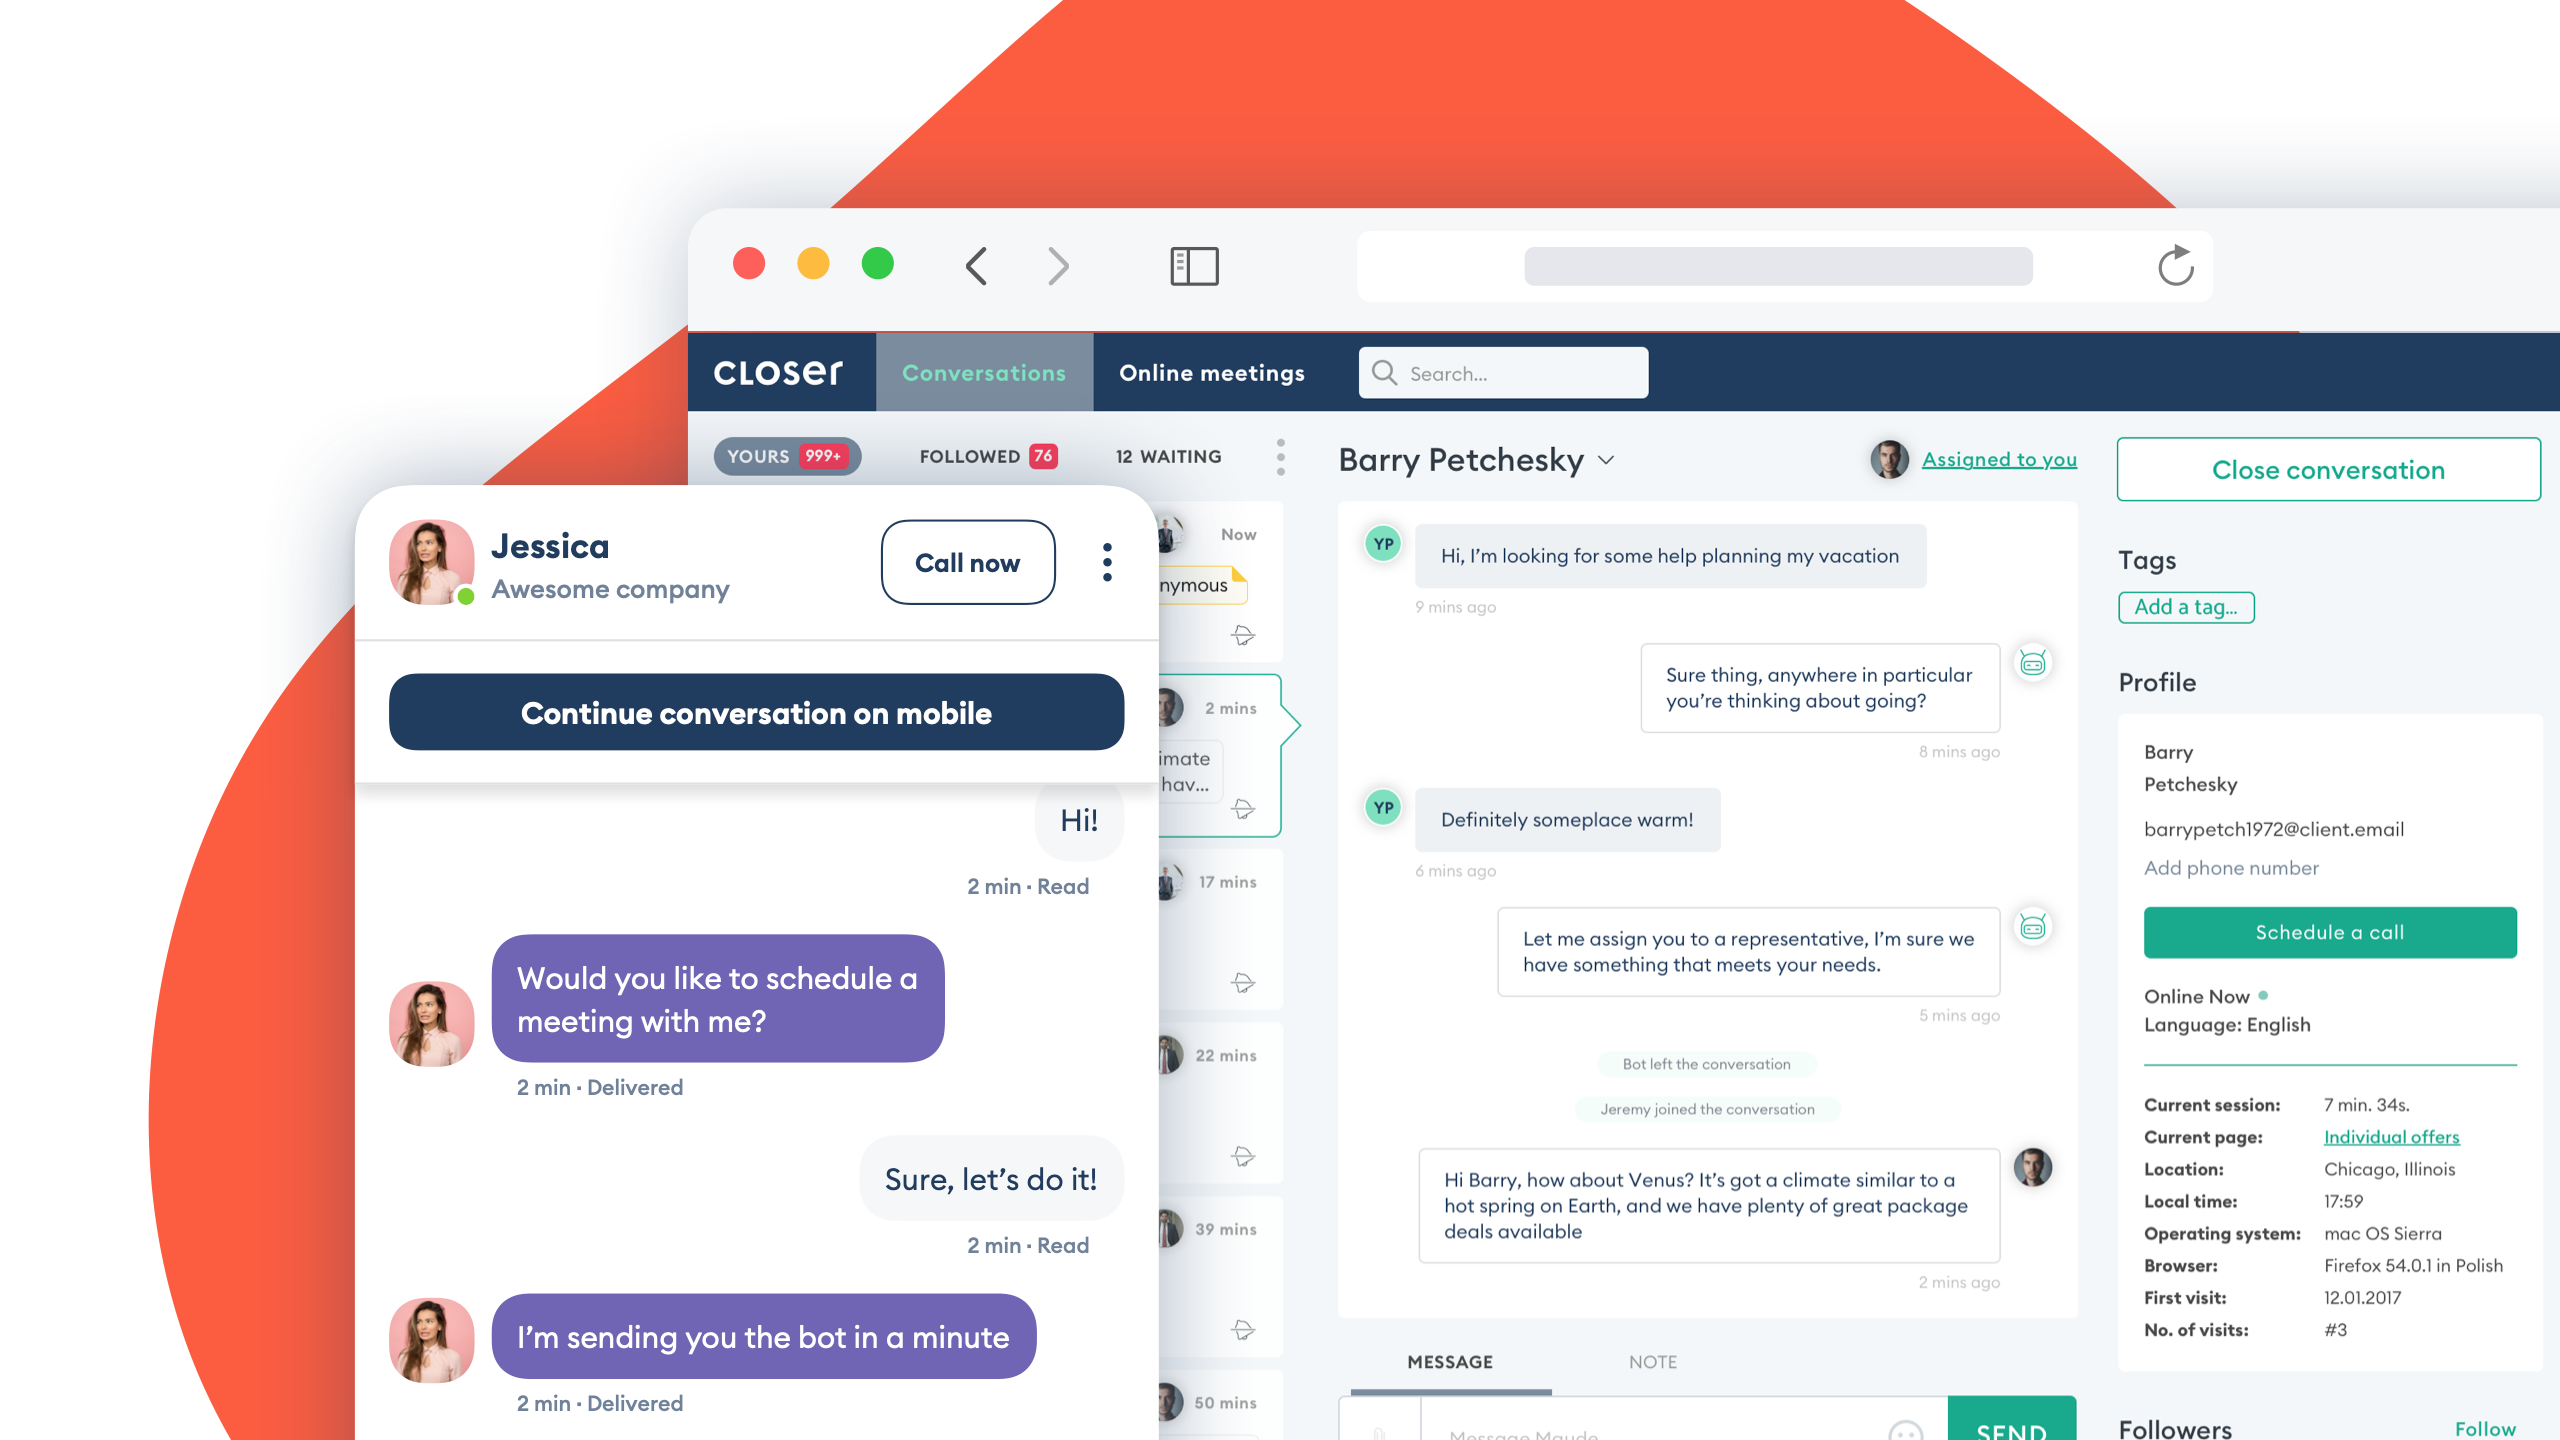 CLOSER
Conversations
Online meetings
Search...
YOURS 999+
FOLLOWED 76
12 WAITING
Barry Petchesky
Assigned to you
Close conversation
Jessica
Awesome company
Call now
Continue conversation on mobile
Hi!
2 min · Read
Would you like to schedule a
meeting with me?
2 min · Delivered
Sure, let's do it!
2 min · Read
I'm sending you the bot in a minute
2 min · Delivered
Now
nymous
2 mins
imate
hav...
17 mins
22 mins
39 mins
50 mins
YP
Hi, I'm looking for some help planning my vacation
9 mins ago
Sure thing, anywhere in particular
you're thinking about going?
8 mins ago
YP
Definitely someplace warm!
6 mins ago
Let me assign you to a representative, I'm sure we
have something that meets your needs.
5 mins ago
Bot left the conversation
Jeremy joined the conversation
Hi Barry, how about Venus? It's got a climate similar to a
hot spring on Earth, and we have plenty of great package
deals available
2 mins ago
MESSAGE
NOTE
Message Maude
SEND
Tags
Add a tag...
Profile
Barry
Petchesky
barrypetch1972@client.email
Add phone number
Schedule a call
Online Now
Language: English
Current session: 7 min. 34s.
Current page: Individual offers
Location: Chicago, Illinois
Local time: 17:59
Operating system: mac OS Sierra
Browser: Firefox 54.0.1 in Polish
First visit: 12.01.2017
No. of visits: #3
Followers
Follow